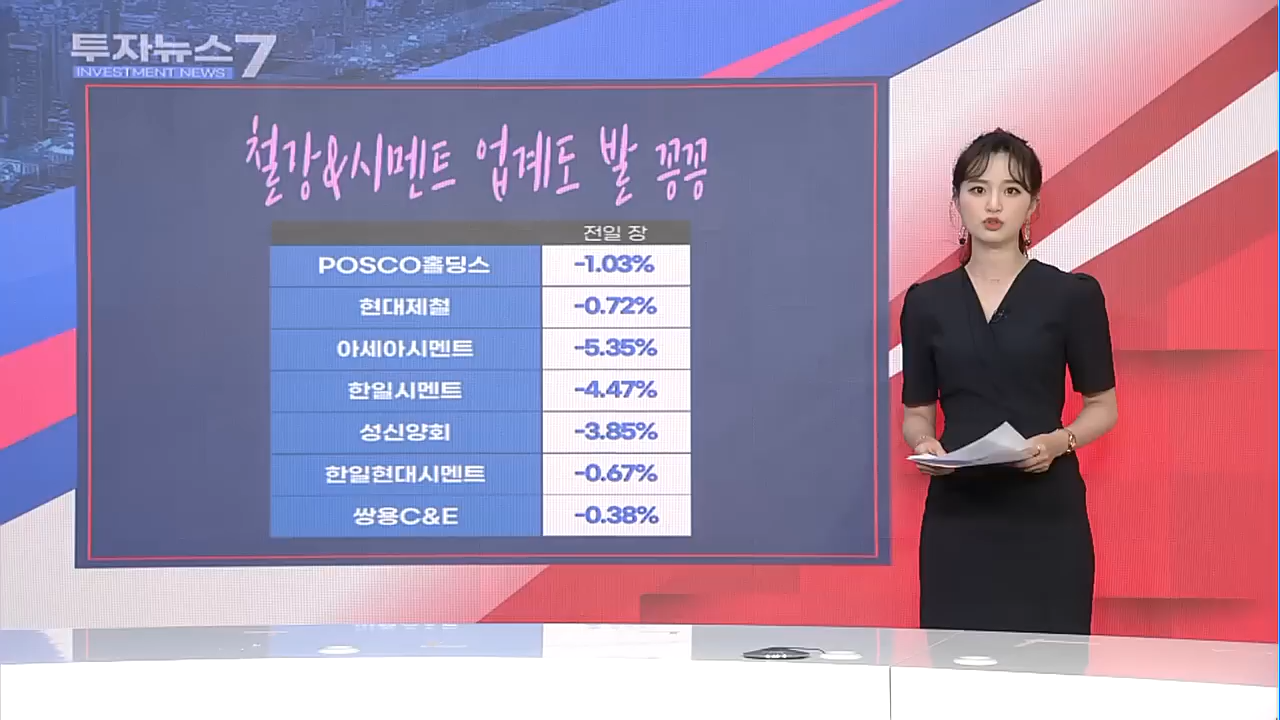 투자뉴스7
INVESTMENT NEWS
철강&시멘트 업계도 발 꽁꽁
전일 장
POSCO홀딩스 -1.03%
현대제철 -0.72%
아세아시멘트 -5.35%
한일시멘트 -4.47%
성신양회 -3.85%
한일현대시멘트 -0.67%
쌍용C&E -0.38%